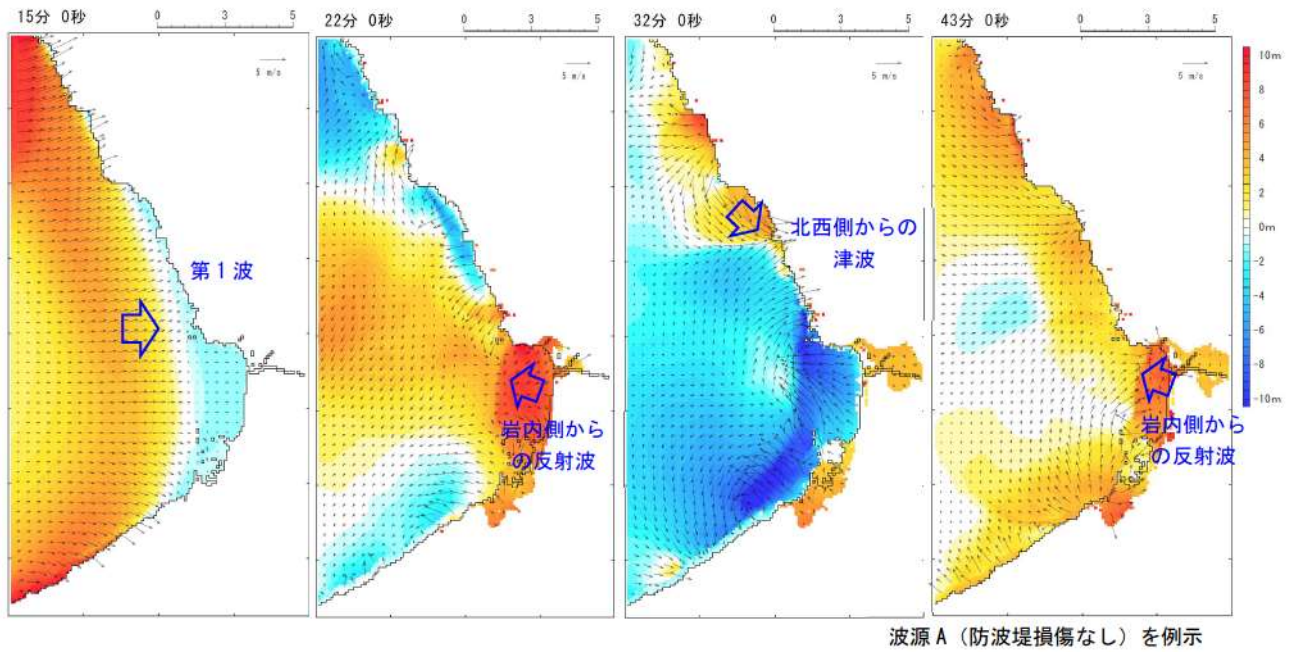 15分 0秒
0 3 5
22分 0秒
0 3 5
32分 0秒
0 3 5
43分 0秒
0 3 5
5 m/s
5 m/s
5 m/s
5 m/s
第1波
岩内側から
の反射波
北西側からの
津波
岩内側から
の反射波
10m
8
6
4
2
0m
-2
-4
-6
-8
-10m
波源A（防波堤損傷なし）を例示